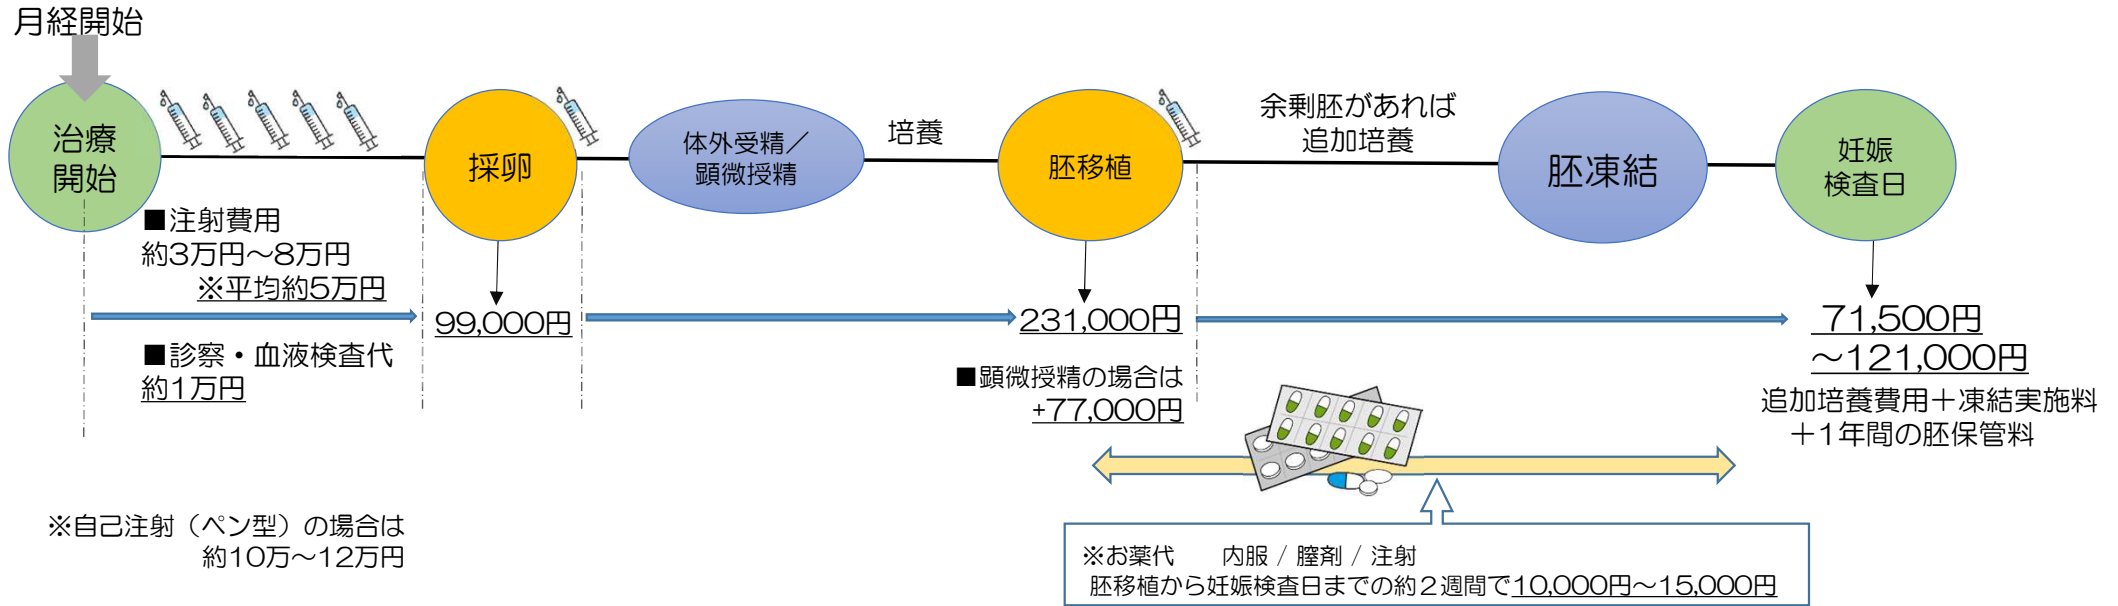 月経開始
治療
開始
採卵
体外受精／
顕微授精
培養
胚移植
余剰胚があれば
追加培養
胚凍結
妊娠
検査日
■注射費用
約3万円～8万円
※平均約5万円
■診察・血液検査代
約1万円
99,000円
231,000円
■顕微授精の場合は
+77,000円
71,500円
～121,000円
追加培養費用＋凍結実施料
＋1年間の胚保管料
※自己注射（ペン型）の場合は
約10万～12万円
※お薬代　　内服 / 膣剤 / 注射
胚移植から妊娠検査日までの約２週間で10,000円～15,000円